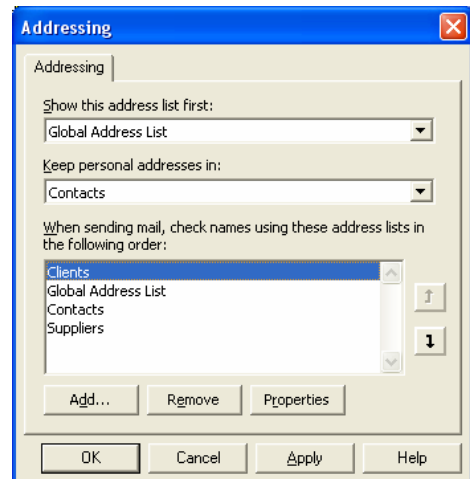 Addressing
Addressing
Show this address list first:
Global Address List
Keep personal addresses in:
Contacts
When sending mail, check names using these address lists in
the following order:
Clients
Global Address List
Contacts
Suppliers
Add... Remove Properties
OK Cancel Apply Help